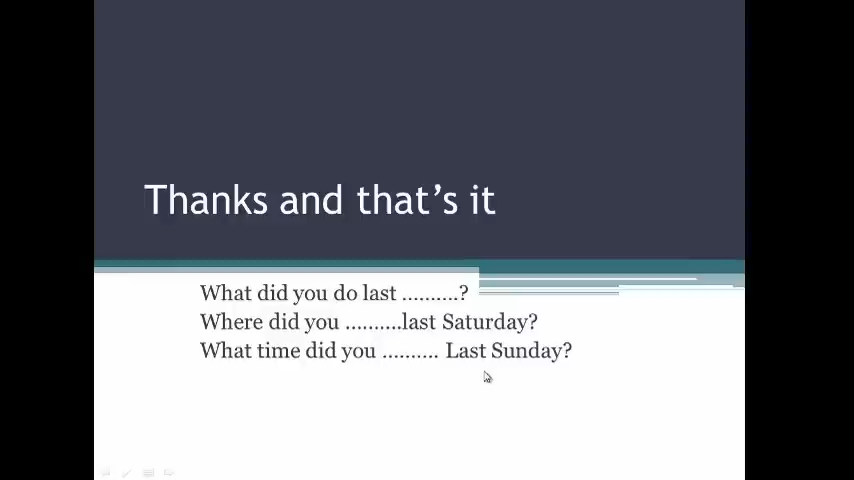 Thanks and that’s it
What did you do last ..........?
Where did you ..........last Saturday?
What time did you .......... Last Sunday?